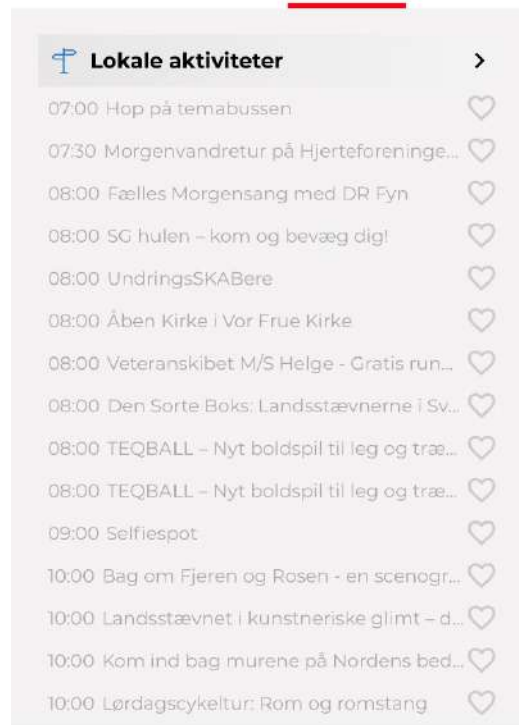 Lokale aktiviteter
07:00 Hop på temabussen
07:30 Morgenvandretur på Hjerteforeninge...
08:00 Fælles Morgensang med DR Fyn
08:00 SG hulen – kom og bevæg dig!
08:00 UndringsSKABere
08:00 Åben Kirke i Vor Frue Kirke
08:00 Veteranskibet M/S Helge - Gratis run...
08:00 Den Sorte Boks: Landsstævnerne i Sv...
08:00 TEQBALL – Nyt boldspil til leg og træ...
08:00 TEQBALL – Nyt boldspil til leg og træ...
09:00 Selfiespot
10:00 Bag om Fjeren og Rosen - en scenogr...
10:00 Landsstævnet i kunstneriske glimt – d...
10:00 Kom ind bag murene på Nordens bed...
10:00 Lørdagscykeltur: Rom og romstang